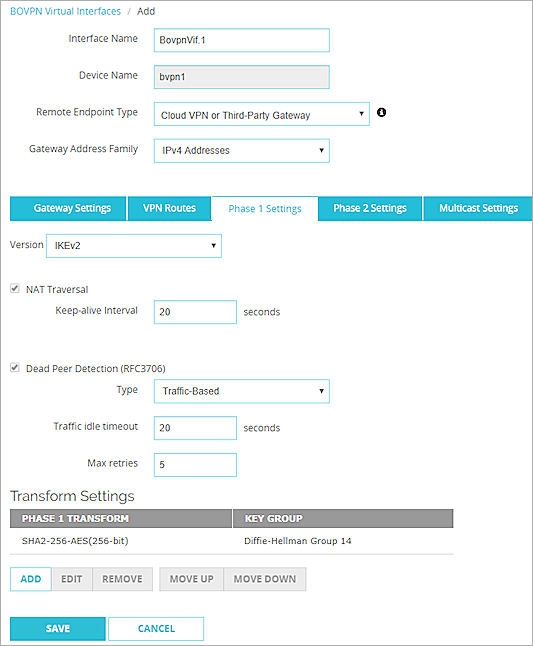 BOVPN Virtual Interfaces / Add
Interface Name BovpnVif.1
Device Name bvpn1
Remote Endpoint Type Cloud VPN or Third-Party Gateway
Gateway Address Family IPv4 Addresses
Gateway Settings VPN Routes Phase 1 Settings Phase 2 Settings Multicast Settings
Version IKEv2
NAT Traversal
Keep-alive Interval 20 seconds
Dead Peer Detection (RFC3706)
Type Traffic-Based
Traffic idle timeout 20 seconds
Max retries 5
Transform Settings
PHASE 1 TRANSFORM KEY GROUP
SHA2-256-AES(256-bit) Diffie-Hellman Group 14
ADD EDIT REMOVE MOVE UP MOVE DOWN
SAVE CANCEL